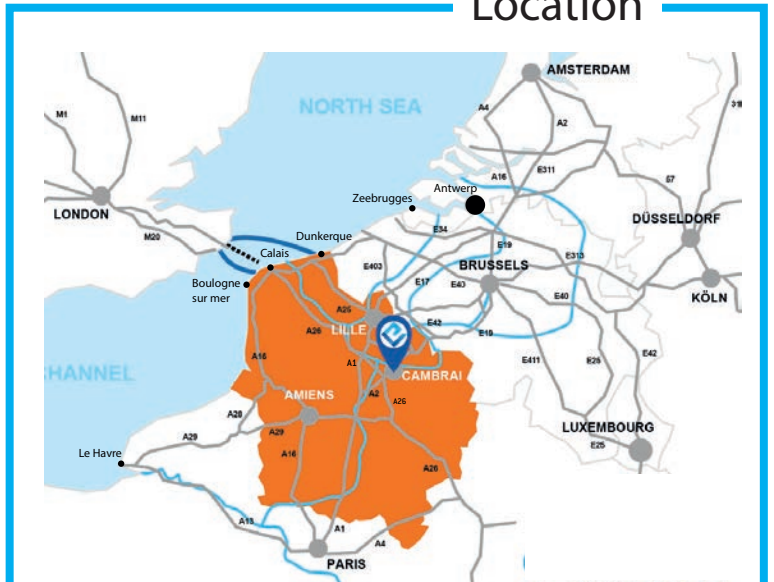 Location
AMSTERDAM
NORTH SEA
A4
A2
M1
M11
A16
E311
57
Antwerp
Zeebrugges
LONDON
DÜSSELDORF
M20
Dunkerque
E34
E19
E313
Calais
E403
BRUSSELS
Boulogne
sur mer
E17
E40
KÖLN
E40
A25
LILLE
A26
E42
E19
A16
A1
E411
E25
E42
CHANNEL
CAMBRAI
A2
A26
AMIENS
A28
A29
A29
LUXEMBOURG
E25
Le Havre
A16
A26
A13
A1
A4
PARIS